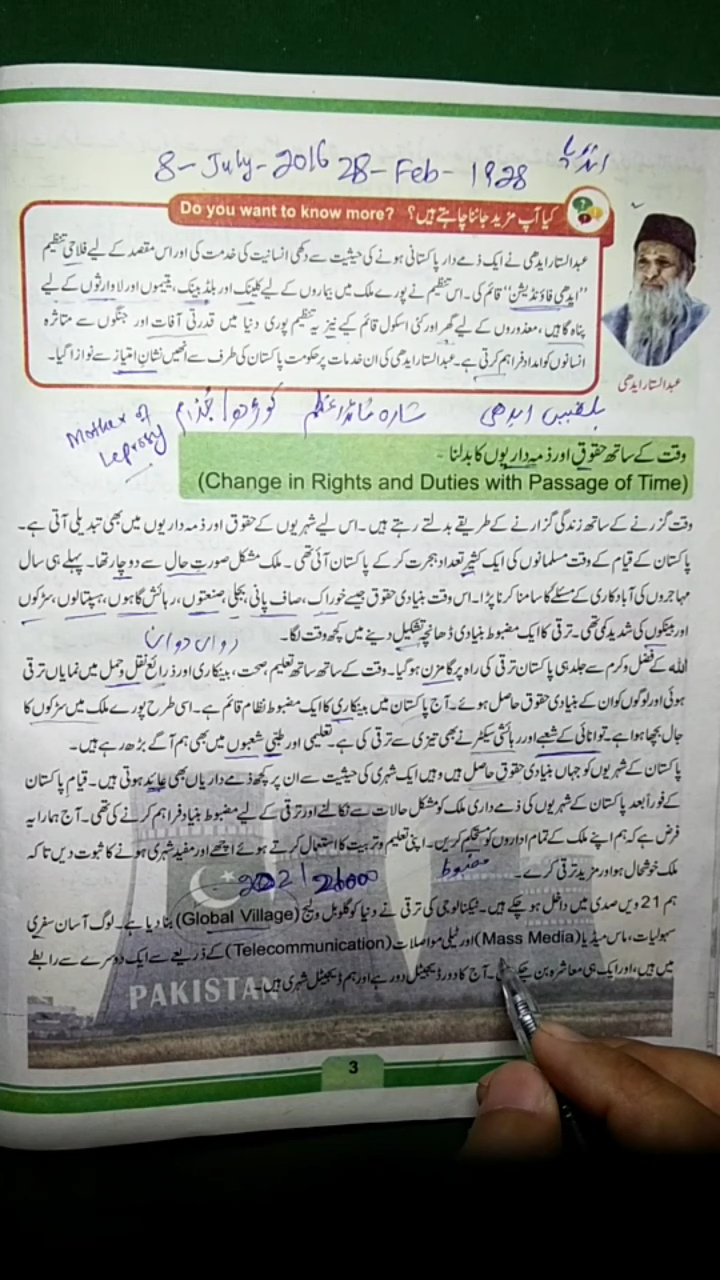 8-July-2016 28-Feb-1928 انڈیا
کیا آپ مزید جاننا چاہتے ہیں؟ Do you want to know more?
عبدالستار ایدھی نے ایک ذمے دار پاکستانی ہونے کی حیثیت سے دکھی انسانیت کی خدمت کی اور اس مقصد کے لیے فلاحی تنظیم
”ایدھی فاؤنڈیشن“ قائم کی۔ اس تنظیم نے پورے ملک میں بیماروں کے لیے کلینک اور بلڈ بینک، یتیموں اور لاوارثوں کے لیے
پناہ گاہیں، معذوروں کے لیے گھر اور کئی اسکول قائم کیے نیز یہ تنظیم پوری دنیا میں قدرتی آفات اور جنگوں سے متاثرہ
انسانوں کو امداد فراہم کرتی ہے۔ عبدالستار ایدھی کی ان خدمات پر حکومت پاکستان کی طرف سے انھیں نشانِ امتیاز سے نوازا گیا۔
عبدالستار ایدھی
بلقیس ایدھی کوڑھ / جُذام
Mother of
Leprosy
وقت کے ساتھ حقوق اور ذمہ داریوں کا بدلنا
(Change in Rights and Duties with Passage of Time)
وقت گزرنے کے ساتھ زندگی گزارنے کے طریقے بدلتے رہتے ہیں۔ اس لیے شہریوں کے حقوق اور ذمہ داریوں میں بھی تبدیلی آتی ہے۔
پاکستان کے قیام کے وقت مسلمانوں کی ایک کثیر تعداد ہجرت کر کے پاکستان آئی تھی۔ ملک مشکل صورتِ حال سے دوچار تھا۔ پہلے ہی سال
مہاجروں کی آبادکاری کے مسئلے کا سامنا کرنا پڑا۔ اس وقت بنیادی حقوق جیسے خوراک، صاف پانی، بجلی، صنعتوں، رہائش گاہوں، ہسپتالوں، سڑکوں
اور بینکوں کی شدید کمی تھی۔ ترقی کا ایک مضبوط بنیادی ڈھانچہ تشکیل دینے میں کچھ وقت لگا۔
رواں دواں
اللہ کے فضل و کرم سے جلد ہی پاکستان ترقی کی راہ پر گامزن ہو گیا۔ وقت کے ساتھ ساتھ تعلیم، صحت، بینکاری اور ذرائع نقل و حمل میں نمایاں ترقی
ہوئی اور لوگوں کو ان کے بنیادی حقوق حاصل ہوئے۔ آج پاکستان میں بینکاری کا ایک مضبوط نظام قائم ہے۔ اسی طرح پورے ملک میں سڑکوں کا
جال بچھا ہوا ہے۔ توانائی کے شعبے اور رہائشی سیکٹر نے بھی تیزی سے ترقی کی ہے۔ تعلیمی اور طبی شعبوں میں بھی ہم آگے بڑھ رہے ہیں۔
پاکستان کے شہریوں کو جہاں بنیادی حقوق حاصل ہیں وہیں ایک شہری کی حیثیت سے ان پر کچھ ذمے داریاں بھی عائد ہوتی ہیں۔ قیام پاکستان
کے فوراً بعد پاکستان کے شہریوں کی ذمے داری ملک کو مشکل حالات سے نکالنے اور ترقی کے لیے مضبوط بنیاد فراہم کرنے کی تھی۔ آج ہمارا یہ
فرض ہے کہ ہم اپنے ملک کے تمام اداروں کو مستحکم کریں۔ اپنی تعلیم و تربیت کا استعمال کرتے ہوئے اچھے اور مفید شہری ہونے کا ثبوت دیں تا کہ
ملک خوشحال ہو اور مزید ترقی کرے۔ مضبوط
ہم 21 ویں صدی میں داخل ہو چکے ہیں۔ ٹیکنالوجی کی ترقی نے دنیا کو گلوبل ولیج (Global Village) بنا دیا ہے۔ لوگ آسان سفری
سہولیات، ماس میڈیا (Mass Media) اور ٹیلی مواصلات (Telecommunication) کے ذریعے سے ایک دوسرے سے رابطے
میں ہیں، اور ایک ہی معاشرہ بن چکے۔ آج کا دور ڈیجیٹل دور ہے اور ہم ڈیجیٹل شہری ہیں۔
PAKISTAN
3